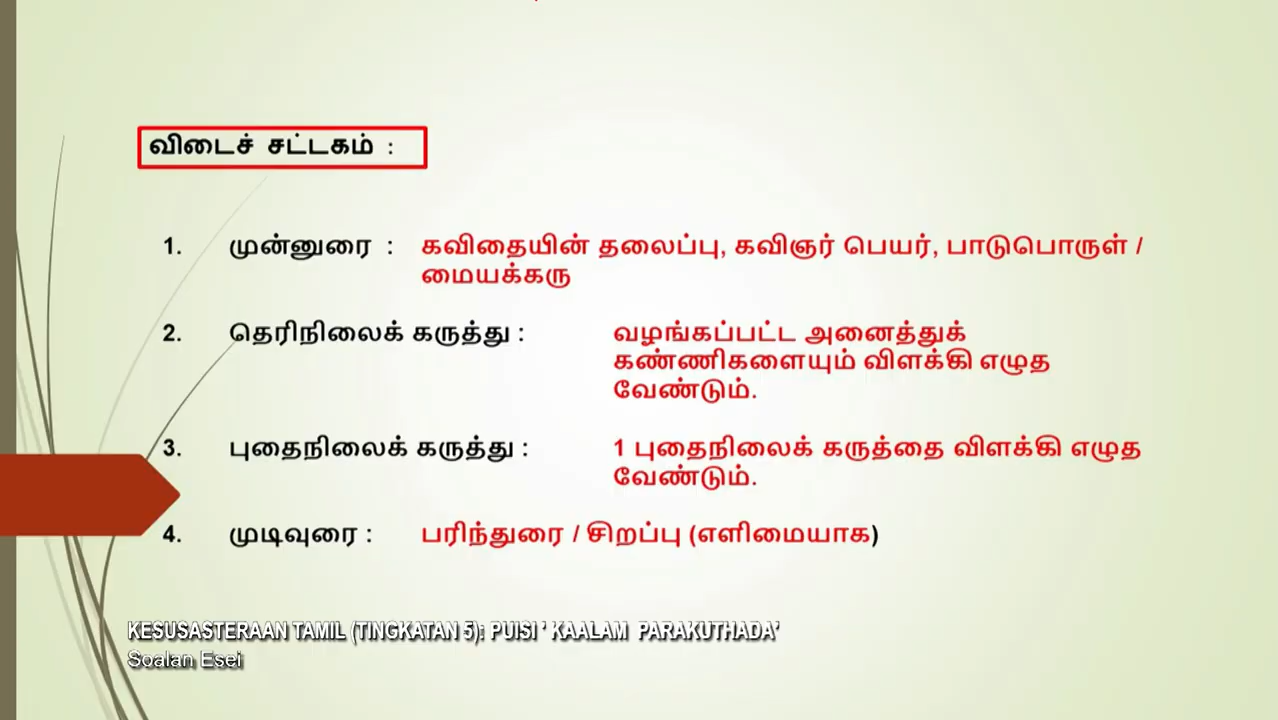 விடைச் சட்டகம் :
1. முன்னுரை : கவிதையின் தலைப்பு, கவிஞர் பெயர், பாடுபொருள் /
மையக்கரு
2. தெரிநிலைக் கருத்து : வழங்கப்பட்ட அனைத்துக்
கண்ணிகளையும் விளக்கி எழுத
வேண்டும்.
3. புதைநிலைக் கருத்து : 1 புதைநிலைக் கருத்தை விளக்கி எழுத
வேண்டும்.
4. முடிவுரை : பரிந்துரை / சிறப்பு (எளிமையாக)
KESUSASTERAAN TAMIL (TINGKATAN 5): PUISI ' KAALAM PARAKUTHADA'
Soalan Esei